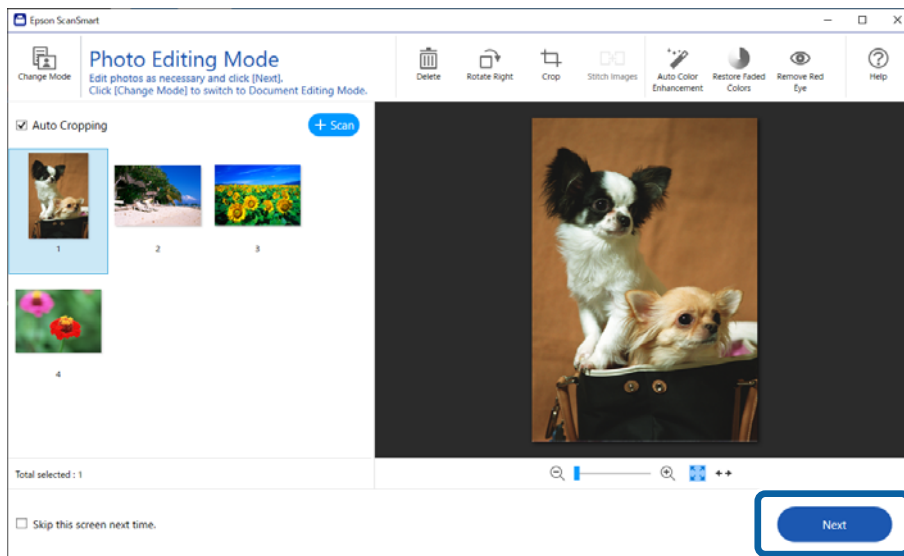 Epson ScanSmart
Change Mode
Photo Editing Mode
Edit photos as necessary and click [Next].
Click [Change Mode] to switch to Document Editing Mode.
Delete
Rotate Right
Crop
Stitch Images
Auto Color
Enhancement
Restore Faded
Colors
Remove Red
Eye
Help
Auto Cropping
+ Scan
1
2
3
4
Total selected : 1
Skip this screen next time.
Next